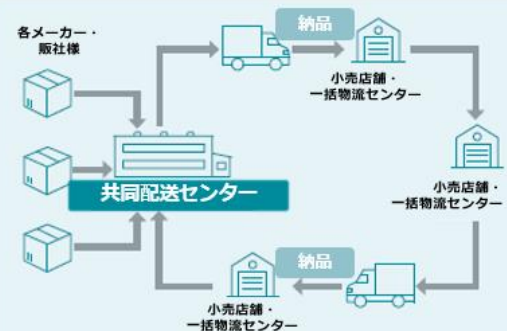 各メーカー・
販社様
納品
小売店舗・
一括物流センター
小売店舗・
一括物流センター
共同配送センター
納品
小売店舗・
一括物流センター